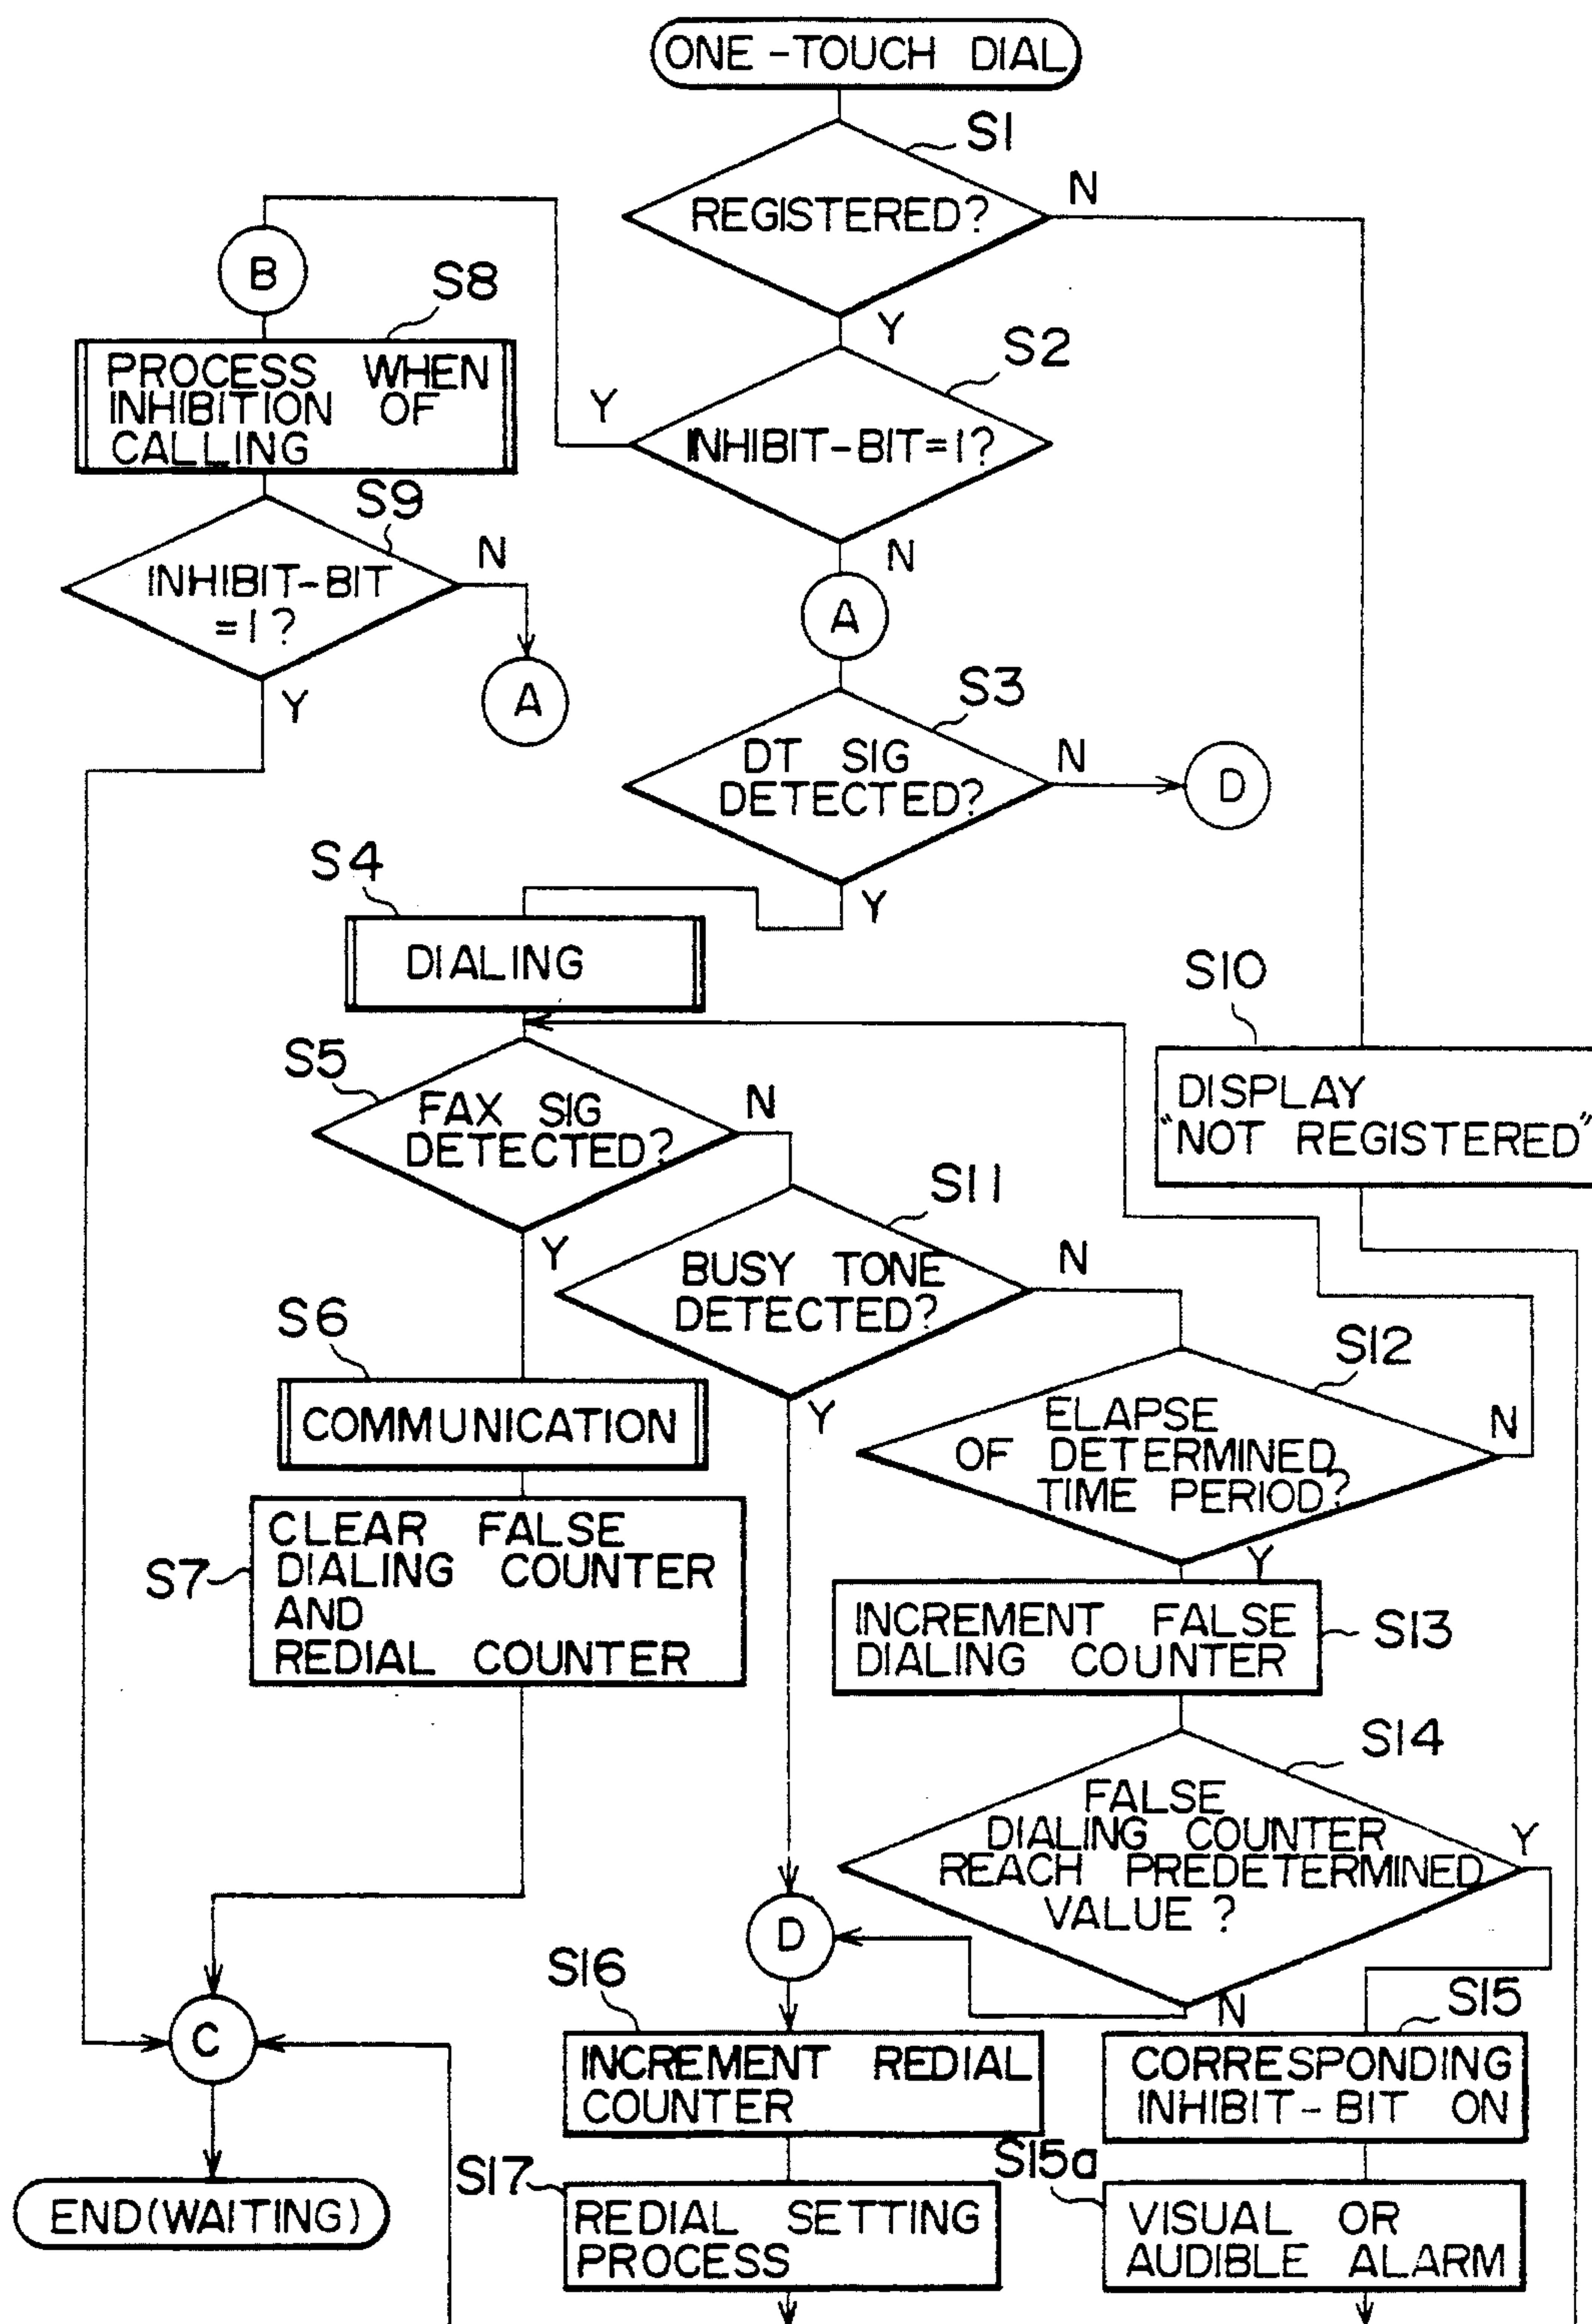 ONE-TOUCH DIAL
S1
REGISTERED?
N
Y
B
S8
PROCESS WHEN
INHIBITION OF
CALLING
S2
INHIBIT-BIT=1?
Y
N
S9
INHIBIT-BIT
=1?
N
A
Y
A
S3
DT SIG
DETECTED?
N
D
Y
S4
DIALING
S10
DISPLAY
"NOT REGISTERED"
S5
FAX SIG
DETECTED?
N
Y
S11
BUSY TONE
DETECTED?
N
Y
S6
COMMUNICATION
S12
ELAPSE
OF DETERMINED
TIME PERIOD?
N
Y
S7
CLEAR FALSE
DIALING COUNTER
AND
REDIAL COUNTER
INCREMENT FALSE
DIALING COUNTER
S13
S14
FALSE
DIALING COUNTER
REACH PREDETERMINED
VALUE ?
Y
N
D
S16
INCREMENT REDIAL
COUNTER
S15
CORRESPONDING
INHIBIT-BIT ON
C
END(WAITING)
S17
REDIAL SETTING
PROCESS
S15a
VISUAL OR
AUDIBLE ALARM